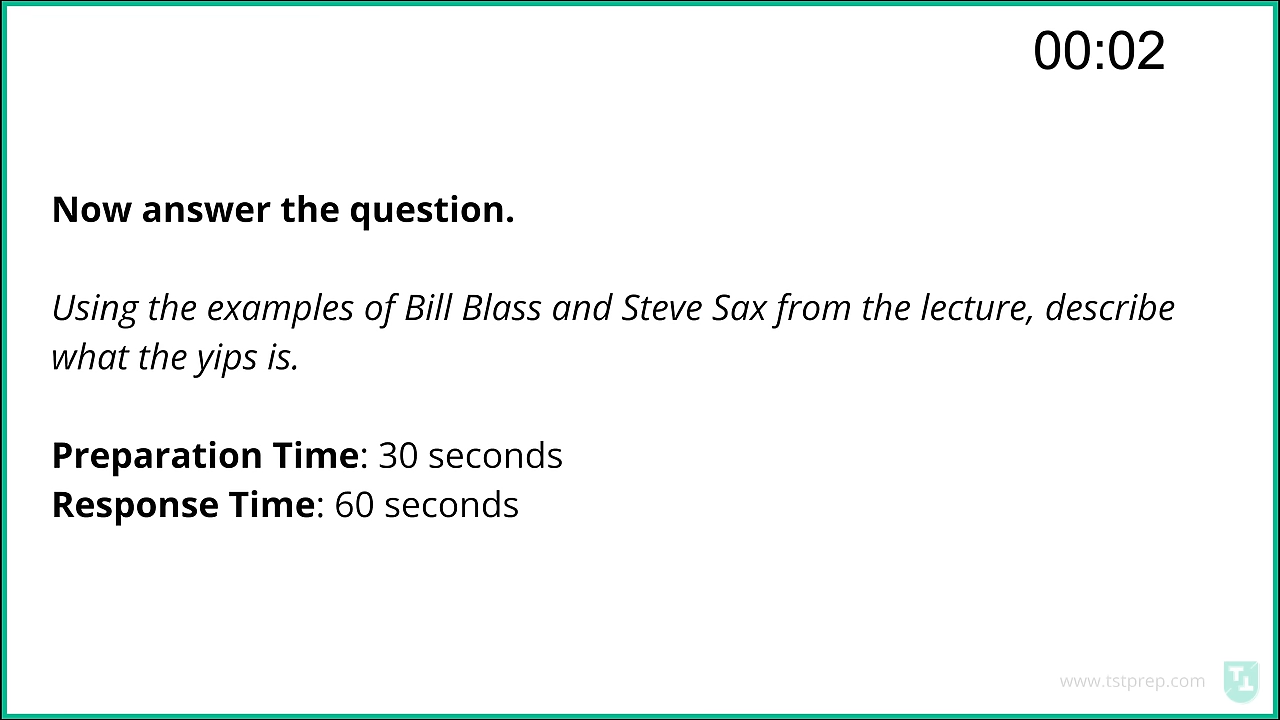 00:02
Now answer the question.
Using the examples of Bill Blass and Steve Sax from the lecture, describe
what the yips is.
Preparation Time: 30 seconds
Response Time: 60 seconds
www.tstprep.com